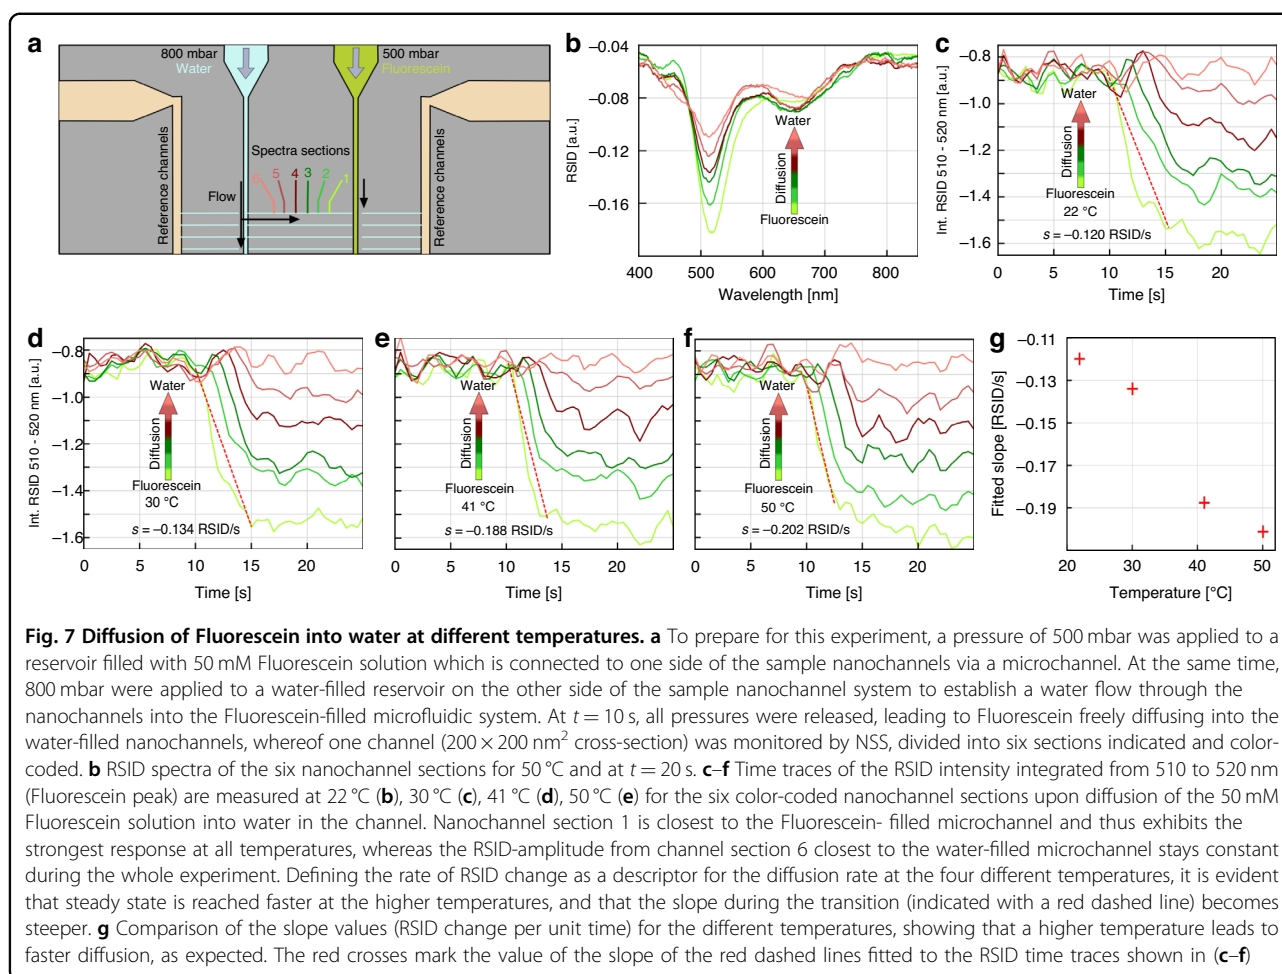 a
800 mbar
Water
500 mbar
Fluorescein
Reference channels
Spectra sections
6 5 4 3 2 1
Flow
Reference channels
b
−0.04
−0.08
−0.12
−0.16
RSID [a.u.]
Water
Diffusion
Fluorescein
400 500 600 700 800
Wavelength [nm]
c
−0.8
−1.0
−1.2
−1.4
−1.6
Int. RSID 510 - 520 nm [a.u.]
Water
Diffusion
Fluorescein
22 °C
s = −0.120 RSID/s
0 5 10 15 20
Time [s]
d
−0.8
−1.0
−1.2
−1.4
−1.6
Int. RSID 510 - 520 nm [a.u.]
Water
Diffusion
Fluorescein
30 °C
s = −0.134 RSID/s
0 5 10 15 20
Time [s]
e
Water
Diffusion
Fluorescein
41 °C
s = −0.188 RSID/s
0 5 10 15 20
Time [s]
f
Water
Diffusion
Fluorescein
50 °C
s = −0.202 RSID/s
0 5 10 15 20
Time [s]
g
−0.11
−0.13
−0.15
−0.17
−0.19
Fitted slope [RSID/s]
20 30 40 50
Temperature [°C]
Fig. 7 Diffusion of Fluorescein into water at different temperatures. a To prepare for this experiment, a pressure of 500 mbar was applied to a
reservoir filled with 50 mM Fluorescein solution which is connected to one side of the sample nanochannels via a microchannel. At the same time,
800 mbar were applied to a water-filled reservoir on the other side of the sample nanochannel system to establish a water flow through the
nanochannels into the Fluorescein-filled microfluidic system. At t = 10 s, all pressures were released, leading to Fluorescein freely diffusing into the
water-filled nanochannels, whereof one channel (200 × 200 nm² cross-section) was monitored by NSS, divided into six sections indicated and color-
coded. b RSID spectra of the six nanochannel sections for 50 °C and at t = 20 s. c–f Time traces of the RSID intensity integrated from 510 to 520 nm
(Fluorescein peak) are measured at 22 °C (b), 30 °C (c), 41 °C (d), 50 °C (e) for the six color-coded nanochannel sections upon diffusion of the 50 mM
Fluorescein solution into water in the channel. Nanochannel section 1 is closest to the Fluorescein- filled microchannel and thus exhibits the
strongest response at all temperatures, whereas the RSID-amplitude from channel section 6 closest to the water-filled microchannel stays constant
during the whole experiment. Defining the rate of RSID change as a descriptor for the diffusion rate at the four different temperatures, it is evident
that steady state is reached faster at the higher temperatures, and that the slope during the transition (indicated with a red dashed line) becomes
steeper. g Comparison of the slope values (RSID change per unit time) for the different temperatures, showing that a higher temperature leads to
faster diffusion, as expected. The red crosses mark the value of the slope of the red dashed lines fitted to the RSID time traces shown in (c–f)